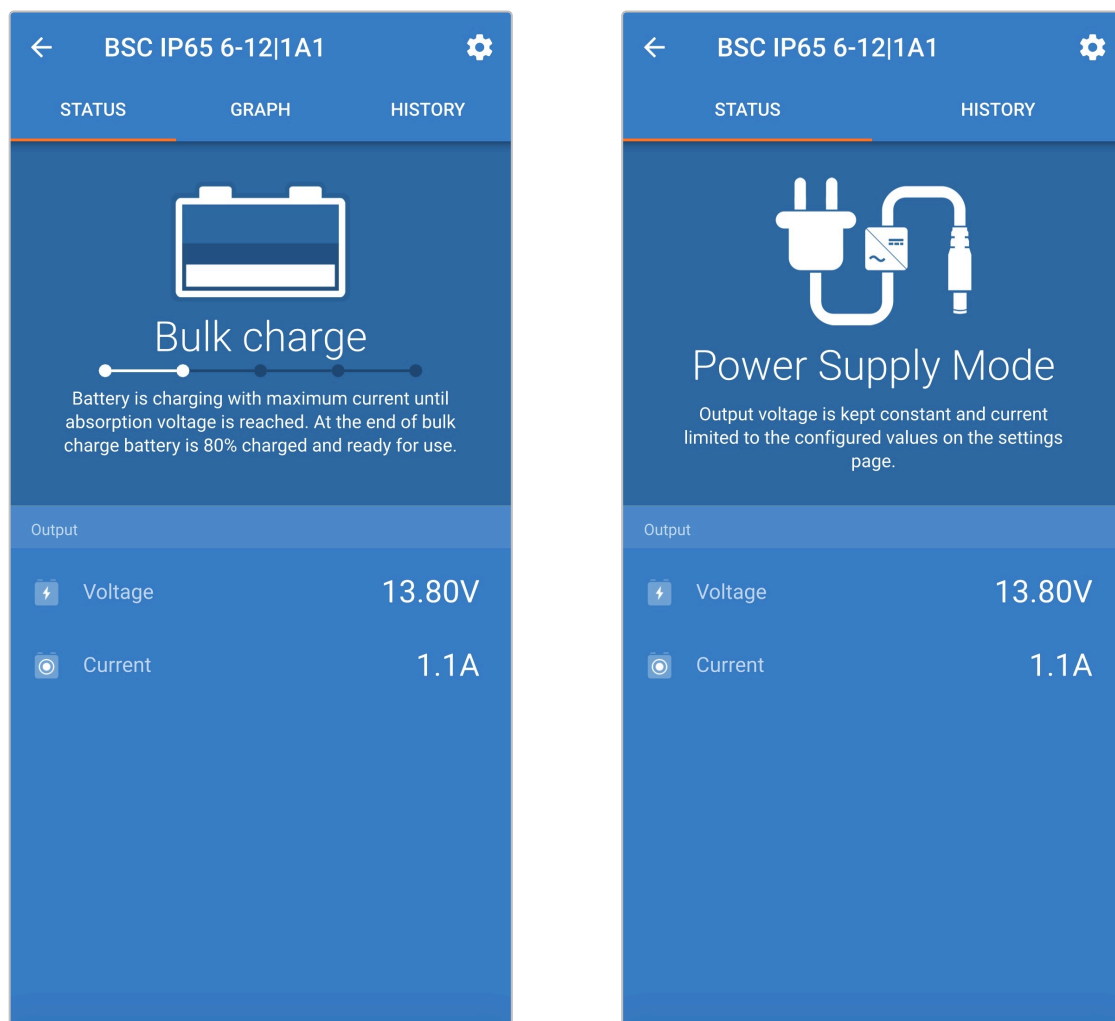 BSC IP65 6-12|1A1
STATUS GRAPH HISTORY
Bulk charge
Battery is charging with maximum current until
absorption voltage is reached. At the end of bulk
charge battery is 80% charged and ready for use.
Output
Voltage 13.80V
Current 1.1A
BSC IP65 6-12|1A1
STATUS HISTORY
Power Supply Mode
Output voltage is kept constant and current
limited to the configured values on the settings
page.
Output
Voltage 13.80V
Current 1.1A